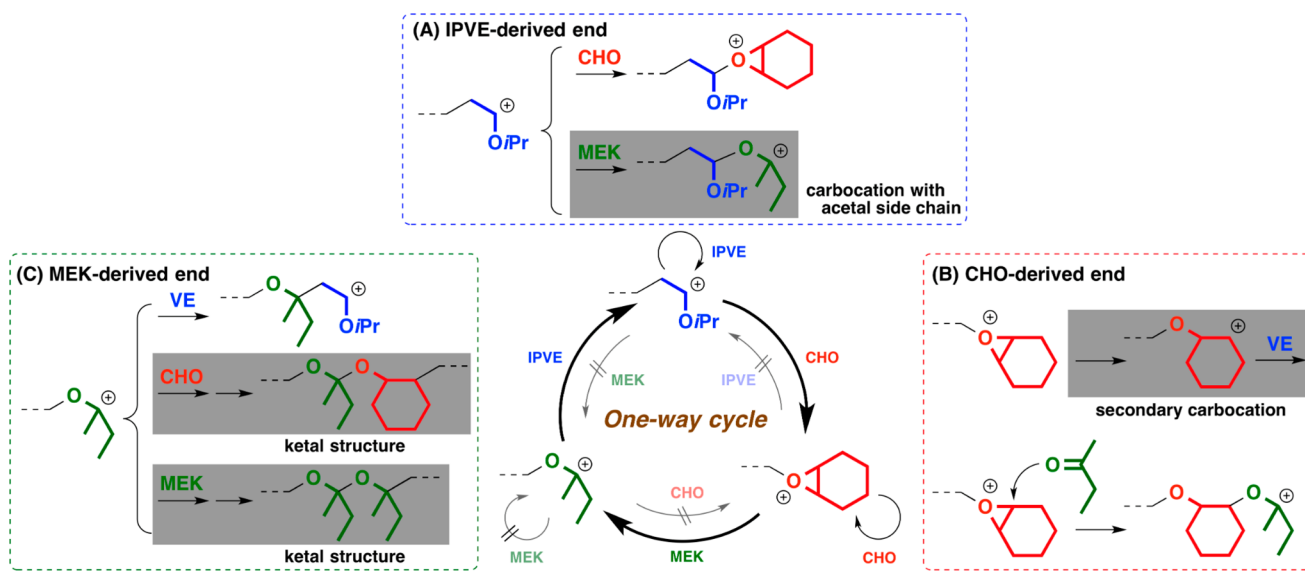 (A) IPVE-derived end
CHO
O
⊕
OiPr
⊕
OiPr
MEK
O
⊕
OiPr
carbocation with
acetal side chain
(C) MEK-derived end
VE
O
⊕
OiPr
O
⊕
CHO
O
O
ketal structure
MEK
O
O
ketal structure
IPVE
⊕
OiPr
IPVE
CHO
MEK
IPVE
One-way cycle
O
⊕
CHO
O
⊕
MEK
MEK
CHO
(B) CHO-derived end
⊕
O
O
⊕
VE
secondary carbocation
⊕
O
O
O
O
⊕